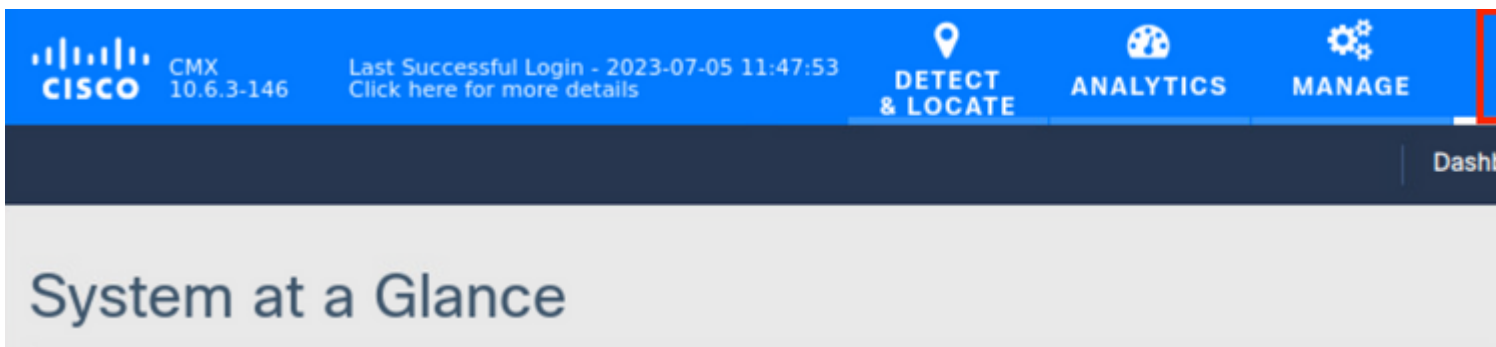 CISCO
CMX
10.6.3-146
Last Successful Login - 2023-07-05 11:47:53
Click here for more details
DETECT
& LOCATE
ANALYTICS
MANAGE
Dashb
System at a Glance